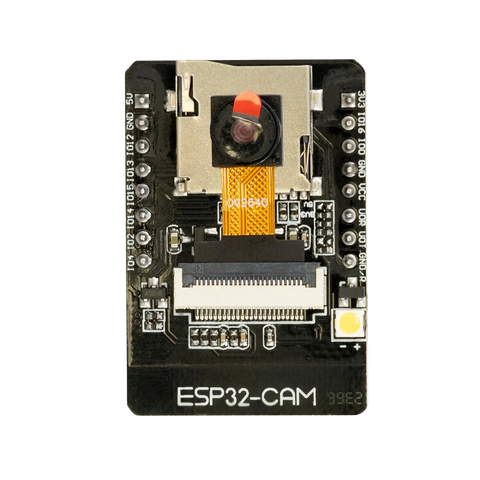 5V
GND
IO12
IO13
IO15
IO14
IO2
IO4
3V3
IO16
IO0
GND
VCC
UOR
UOT
GND/R
OV2640
ESP32-CAM